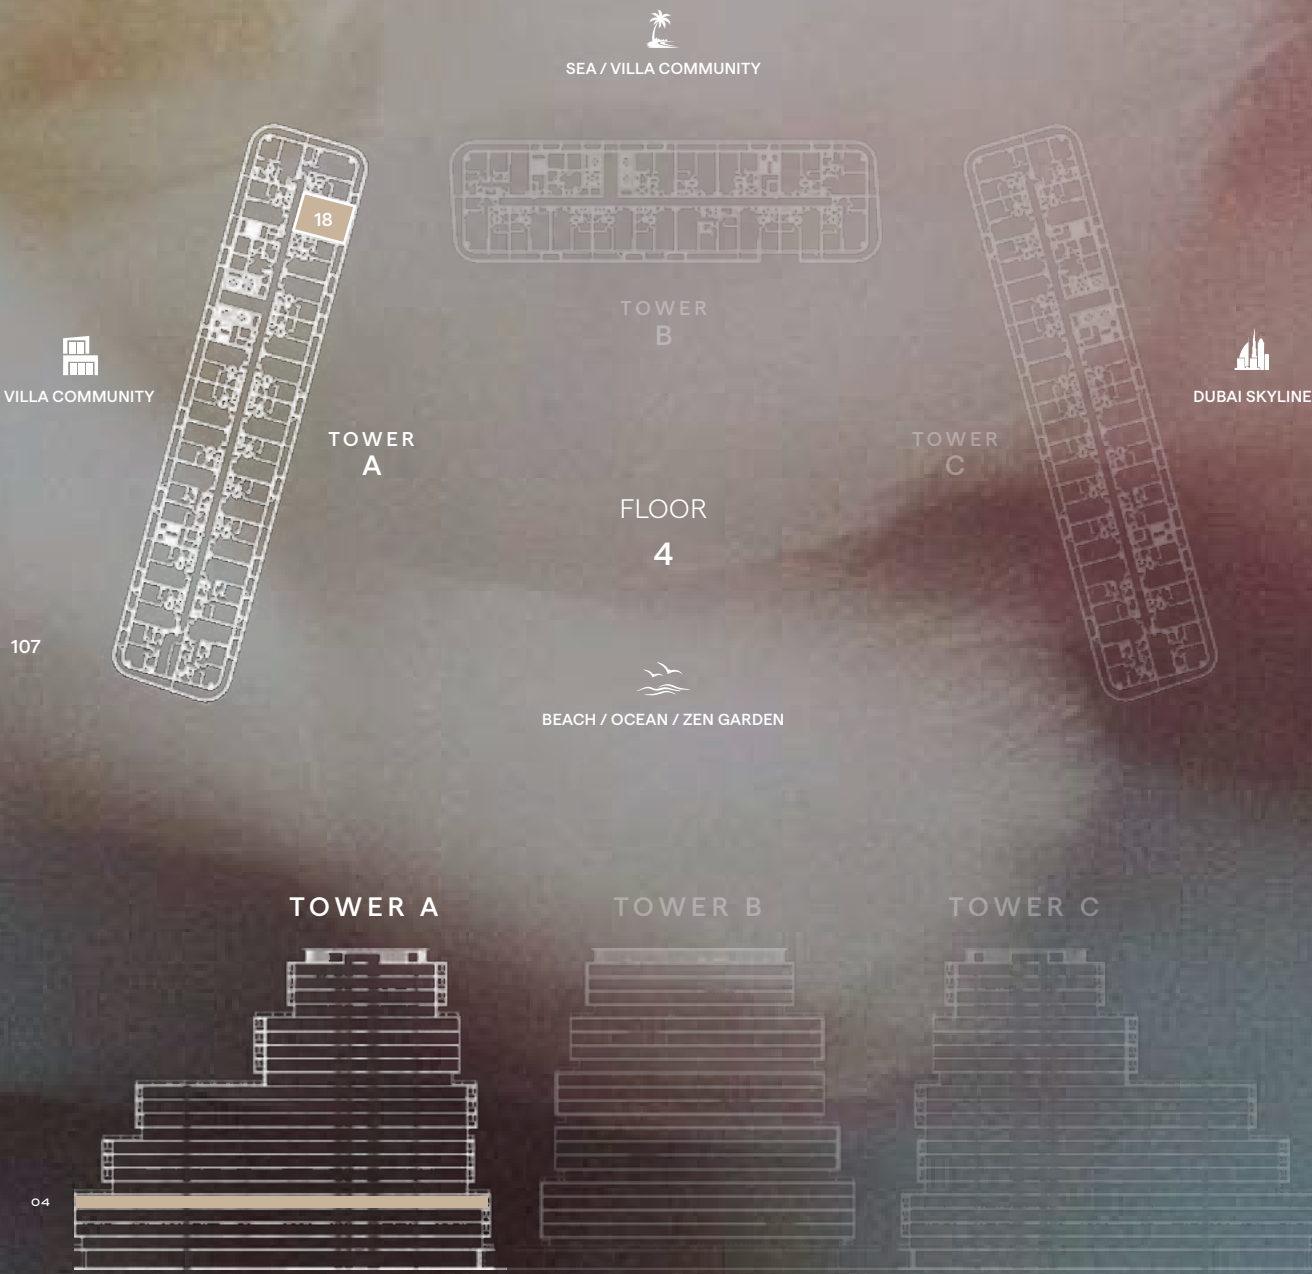 SEA / VILLA COMMUNITY
18
TOWER
B
VILLA COMMUNITY
DUBAI SKYLINE
TOWER
A
TOWER
C
FLOOR
4
107
BEACH / OCEAN / ZEN GARDEN
TOWER A
TOWER B
TOWER C
04